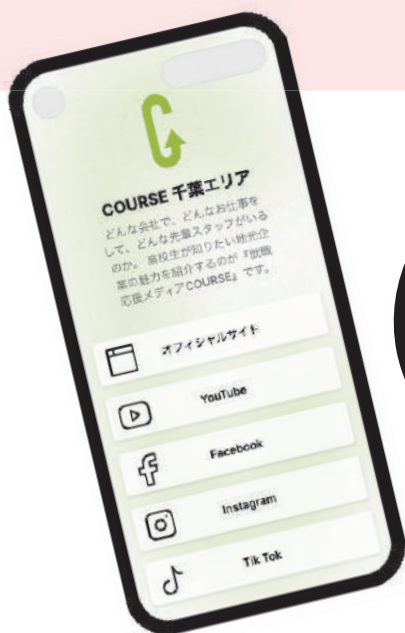 COURSE 千葉エリア
どんな会社で、どんなお仕事を
して、どんな先輩スタッフがいる
のか。 高校生が知りたい地元企
業の魅力を紹介するのが『就職
応援メディアCOURSE』です。
オフィシャルサイト
YouTube
Facebook
Instagram
Tik Tok